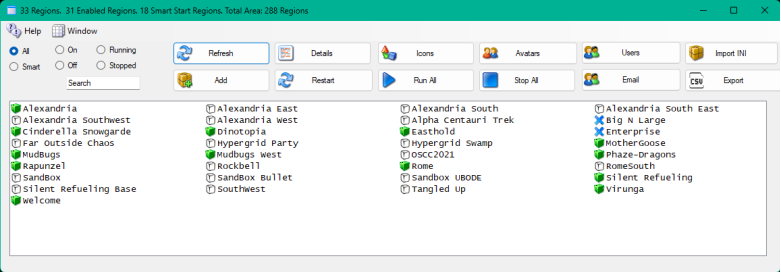 33 Regions. 31 Enabled Regions. 18 Smart Start Regions. Total Area: 288 Regions
Help Window
All On Running Refresh Details Icons Avatars Users Import INI
Smart Off Stopped Add Restart Run All Stop All Email Export
Search
Alexandria Alexandria East Alexandria South Alexandria South East
Alexandria Southwest Alexandria West Alpha Centauri Trek Big N Large
Cinderella Snowgarde Dinotopia Easthold Enterprise
Far Outside Chaos Hypergrid Party Hypergrid Swamp MotherGoose
MudBugs Mudbugs West OSCC2021 Phaze-Dragons
Rapunzel Rockbell Rome RomeSouth
SandBox SandBox Bullet Sandbox UBODE Silent Refueling
Silent Refueling Base SouthWest Tangled Up Virunga
Welcome